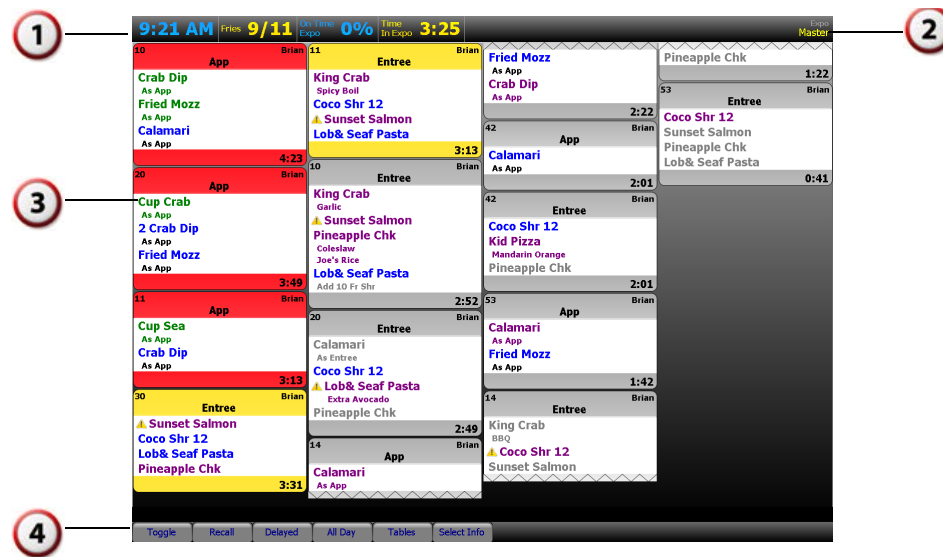 1
9:21 AM Fries 9/11 On Time Expo 0% Time In Expo 3:25
Expo
Master
2
10 Brian
App
Crab Dip
As App
Fried Mozz
As App
Calamari
As App
4:23
20 Brian
App
3
Cup Crab
As App
2 Crab Dip
As App
Fried Mozz
As App
3:49
11 Brian
App
Cup Sea
As App
Crab Dip
As App
3:13
30 Brian
Entree
Sunset Salmon
Coco Shr 12
Lob& Seaf Pasta
Pineapple Chk
3:31
11 Brian
Entree
King Crab
Spicy Boil
Coco Shr 12
Sunset Salmon
Lob& Seaf Pasta
3:13
10 Brian
Entree
King Crab
Garlic
Sunset Salmon
Pineapple Chk
Coleslaw
Joe's Rice
Lob& Seaf Pasta
Add 10 Fr Shr
2:52
20 Brian
Entree
Calamari
As Entree
Coco Shr 12
Lob& Seaf Pasta
Extra Avocado
Pineapple Chk
2:49
14 Brian
App
Calamari
As App
Fried Mozz
As App
Crab Dip
As App
2:22
42 Brian
App
Calamari
As App
2:01
42 Brian
Entree
Coco Shr 12
Kid Pizza
Mandarin Orange
Pineapple Chk
2:01
53 Brian
App
Calamari
As App
Fried Mozz
As App
1:42
14 Brian
Entree
King Crab
BBQ
Coco Shr 12
Sunset Salmon
Pineapple Chk
1:22
53 Brian
Entree
Coco Shr 12
Sunset Salmon
Pineapple Chk
Lob& Seaf Pasta
0:41
4
Toggle Recall Delayed All Day Tables Select Info